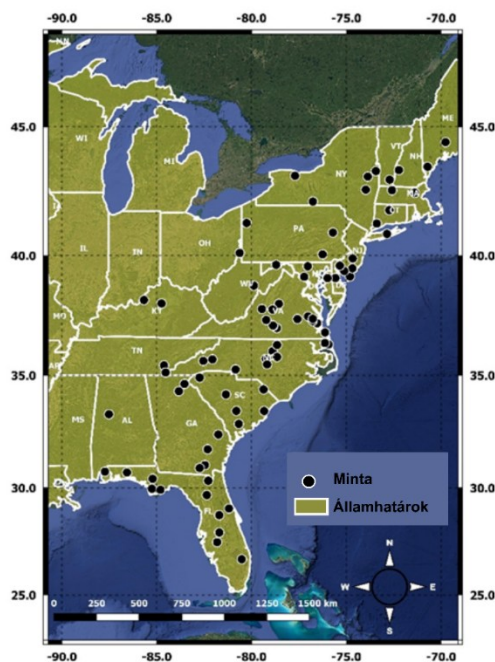 -90.0 -85.0 -80.0 -75.0 -70.0
MN
ME
45.0 45.0
WI
VT
NH
MI
NY
MA
CT
40.0 40.0
PA
NJ
IL IN OH
WV
VA
MO
KY
TN
35.0 35.0
SC
MS AL GA
Minta
Államhatárok
30.0 30.0
FL
N
W E
S
25.0 25.0
0 250 500 750 1000 1250 1500 km
-90.0 -85.0 -80.0 -75.0 -70.0